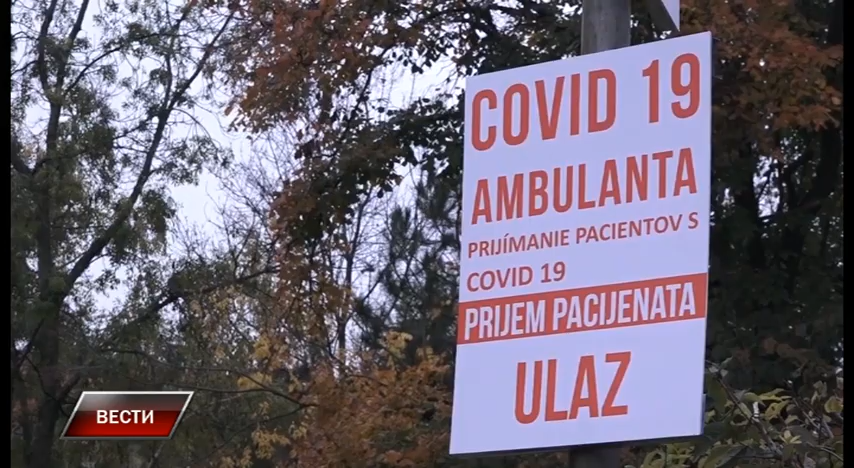 COVID 19
AMBULANTA
PRIJÍMANIE PACIENTOV S
COVID 19
PRIJEM PACIJENATA
ULAZ
ВЕСТИ